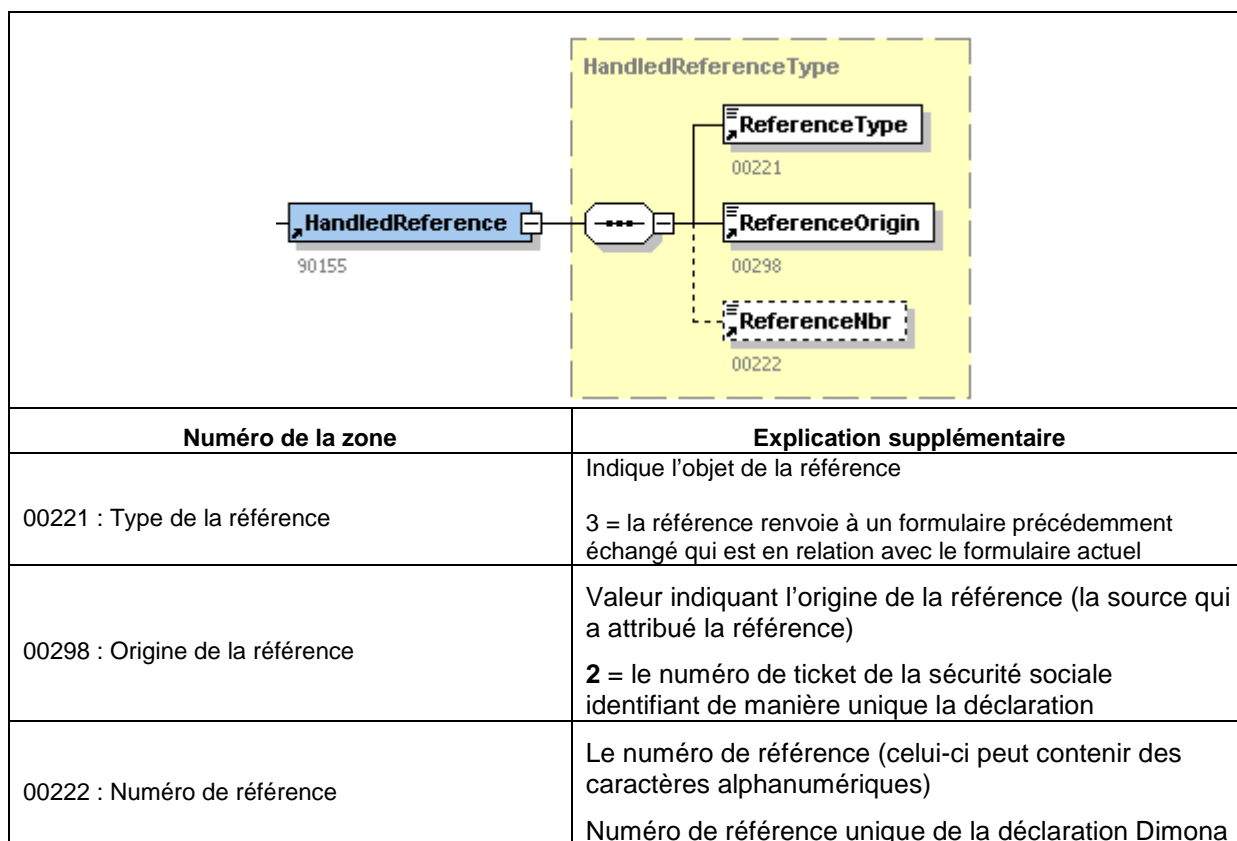 HandledReferenceType
ReferenceType
00221
HandledReference
90155
ReferenceOrigin
00298
ReferenceNbr
00222
Numéro de la zone
Explication supplémentaire
00221 : Type de la référence
Indique l’objet de la référence
3 = la référence renvoie à un formulaire précédemment
échangé qui est en relation avec le formulaire actuel
00298 : Origine de la référence
Valeur indiquant l’origine de la référence (la source qui
a attribué la référence)
2 = le numéro de ticket de la sécurité sociale
identifiant de manière unique la déclaration
00222 : Numéro de référence
Le numéro de référence (celui-ci peut contenir des
caractères alphanumériques)
Numéro de référence unique de la déclaration Dimona